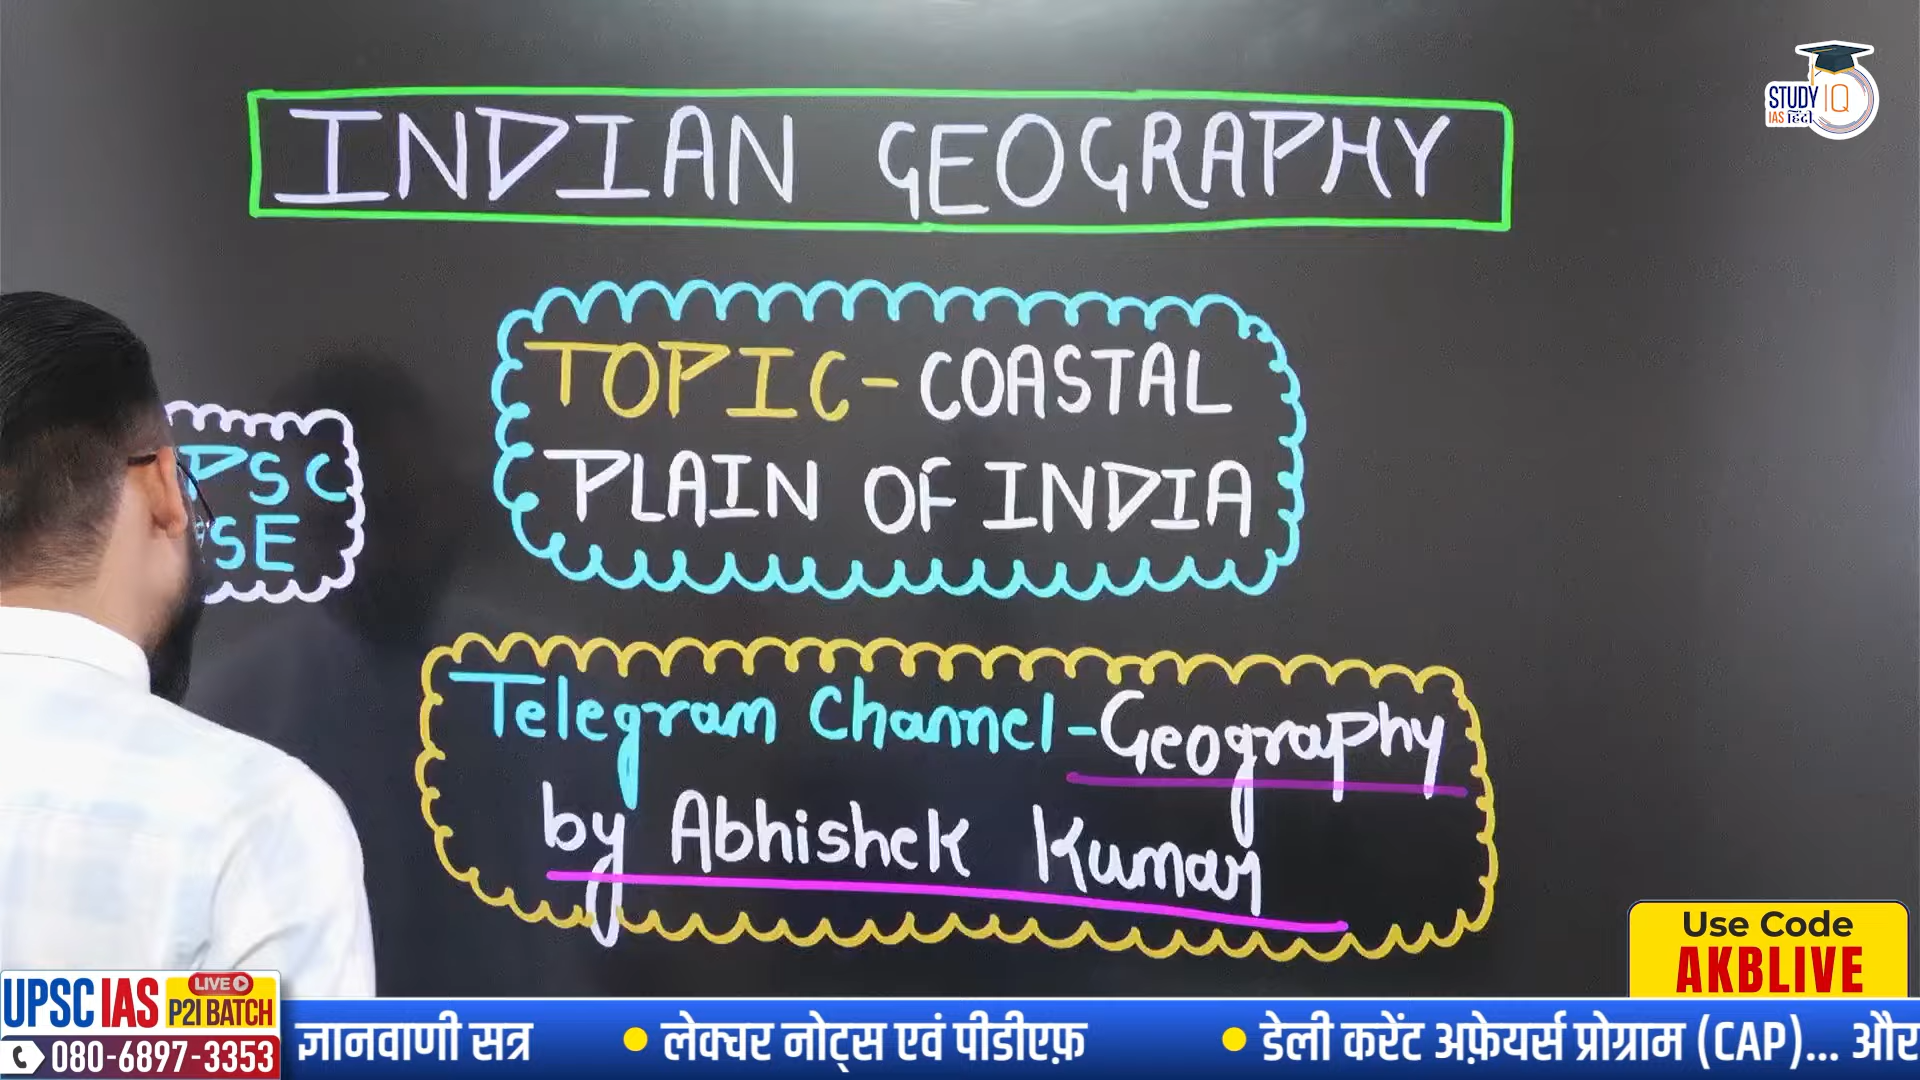 INDIAN GEOGRAPHY
STUDY IQ
IAS हिंदी
TOPIC - COASTAL
PLAIN OF INDIA
PSC
SE
Telegram Channel - Geography
by Abhishek Kumar
Use Code
AKBLIVE
UPSC IAS LIVE P2I BATCH
080-6897-3353
ज्ञानवाणी सत्र • लेक्चर नोट्स एवं पीडीएफ़ • डेली करेंट अफ़ेयर्स प्रोग्राम (CAP)... और